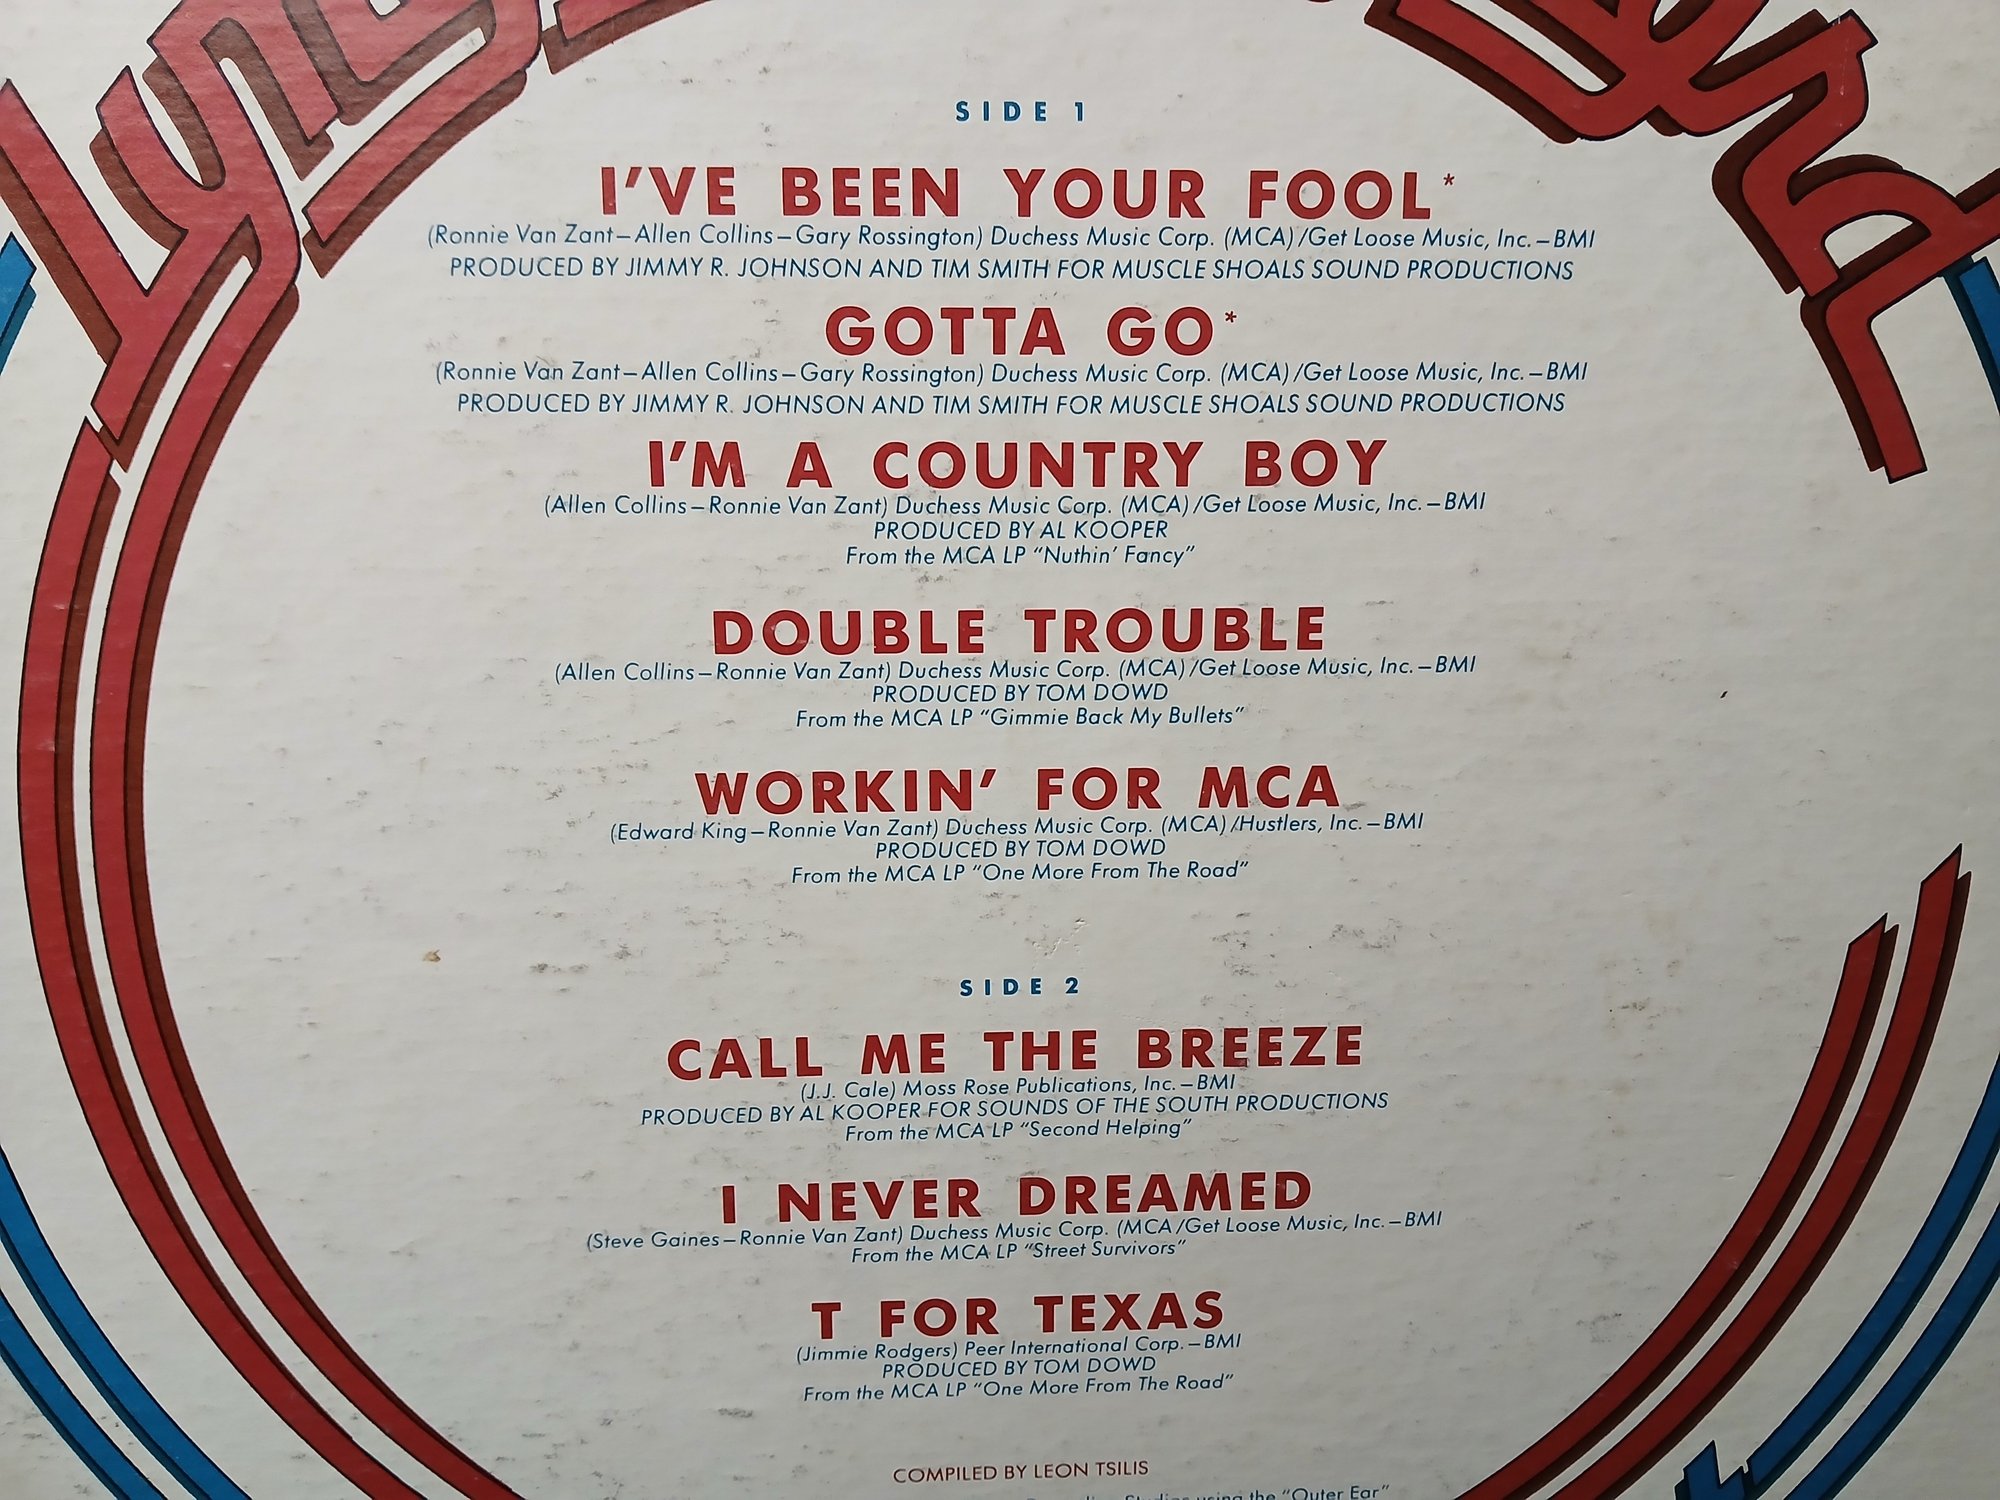 SIDE 1
I'VE BEEN YOUR FOOL*
(Ronnie Van Zant–Allen Collins–Gary Rossington) Duchess Music Corp. (MCA)/Get Loose Music, Inc.–BMI
PRODUCED BY JIMMY R. JOHNSON AND TIM SMITH FOR MUSCLE SHOALS SOUND PRODUCTIONS
GOTTA GO*
(Ronnie Van Zant–Allen Collins–Gary Rossington) Duchess Music Corp. (MCA)/Get Loose Music, Inc.–BMI
PRODUCED BY JIMMY R. JOHNSON AND TIM SMITH FOR MUSCLE SHOALS SOUND PRODUCTIONS
I'M A COUNTRY BOY
(Allen Collins–Ronnie Van Zant) Duchess Music Corp. (MCA)/Get Loose Music, Inc.–BMI
PRODUCED BY AL KOOPER
From the MCA LP "Nuthin' Fancy"
DOUBLE TROUBLE
(Allen Collins–Ronnie Van Zant) Duchess Music Corp. (MCA)/Get Loose Music, Inc.–BMI
PRODUCED BY TOM DOWD
From the MCA LP "Gimmie Back My Bullets"
WORKIN' FOR MCA
(Edward King–Ronnie Van Zant) Duchess Music Corp. (MCA)/Hustlers, Inc.–BMI
PRODUCED BY TOM DOWD
From the MCA LP "One More From The Road"
SIDE 2
CALL ME THE BREEZE
(J.J. Cale) Moss Rose Publications, Inc.–BMI
PRODUCED BY AL KOOPER FOR SOUNDS OF THE SOUTH PRODUCTIONS
From the MCA LP "Second Helping"
I NEVER DREAMED
(Steve Gaines–Ronnie Van Zant) Duchess Music Corp. (MCA/Get Loose Music, Inc.–BMI
From the MCA LP "Street Survivors"
T FOR TEXAS
(Jimmie Rodgers) Peer International Corp.–BMI
PRODUCED BY TOM DOWD
From the MCA LP "One More From The Road"
COMPILED BY LEON TSILIS
Studios using the "Outer Ear"